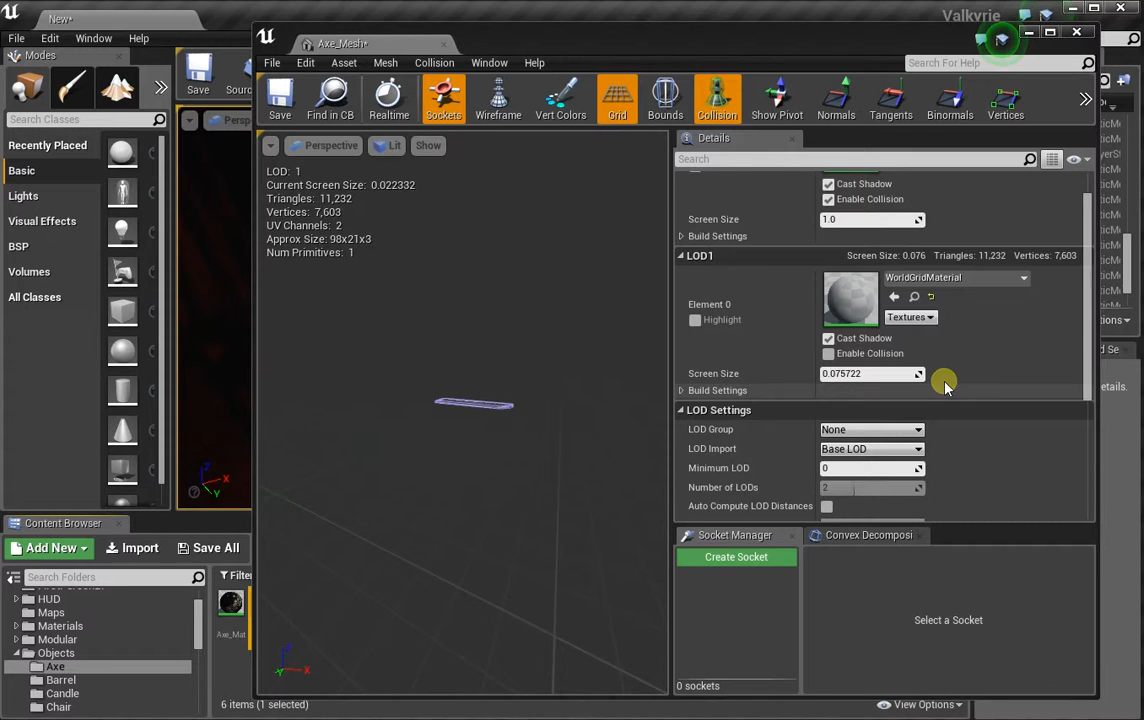 New*
Valkyrie
File Edit Window Help
Modes
Save
Sourc
Search Classes
Recently Placed
Basic
Lights
Visual Effects
BSP
Volumes
All Classes
Persp
Axe_Mesh*
File Edit Asset Mesh Collision Window Help
Search For Help
Save Find in CB Realtime Sockets Wireframe Vert Colors Grid Bounds Collision Show Pivot Normals Tangents Binormals Vertices
Perspective Lit Show
LOD: 1
Current Screen Size: 0.022332
Triangles: 11,232
Vertices: 7,603
UV Channels: 2
Approx Size: 98x21x3
Num Primitives: 1
Details
Search
Cast Shadow
Enable Collision
Screen Size 1.0
Build Settings
LOD1 Screen Size: 0.076 Triangles: 11,232 Vertices: 7,603
Element 0
Highlight
WorldGridMaterial
Textures
Cast Shadow
Enable Collision
Screen Size 0.075722
Build Settings
LOD Settings
LOD Group None
LOD Import Base LOD
Minimum LOD 0
Number of LODs 2
Auto Compute LOD Distances
Socket Manager
Create Socket
0 sockets
Convex Decomposi
Select a Socket
Content Browser
Add New Import Save All
Search Folders
Filter
HUD
Maps
Materials
Modular
Objects
Axe
Barrel
Candle
Chair
Axe_Mat
6 items (1 selected)
View Options
X
Y
Z
X
Y
Z